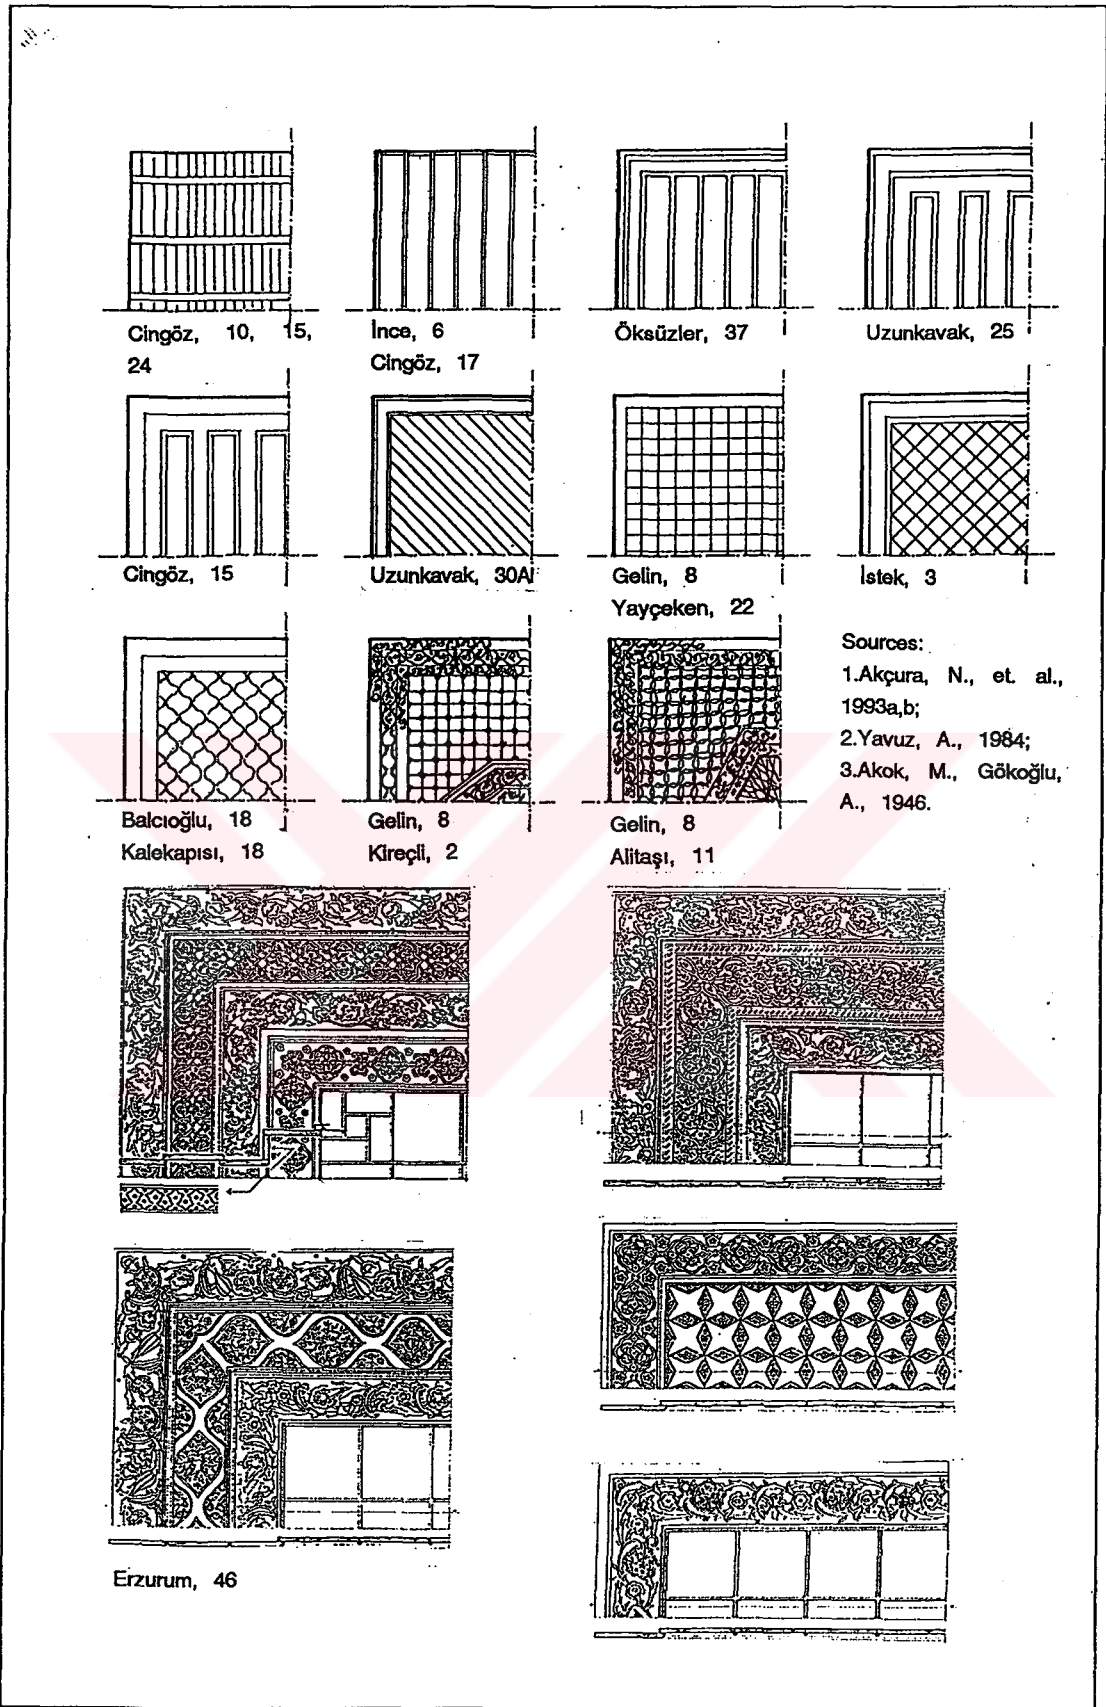 Cingöz, 10, 15,
24
İnce, 6
Cingöz, 17
Öksüzler, 37
Uzunkavak, 25
Cingöz, 15
Uzunkavak, 30A
Gelin, 8
Yayçeken, 22
İstek, 3
Balcıoğlu, 18
Kalekapısı, 18
Gelin, 8
Kireçli, 2
Gelin, 8
Alitaşı, 11
Sources:
1.Akçura, N., et. al.,
1993a,b;
2.Yavuz, A., 1984;
3.Akok, M., Gökoğlu,
A., 1946.
Erzurum, 46